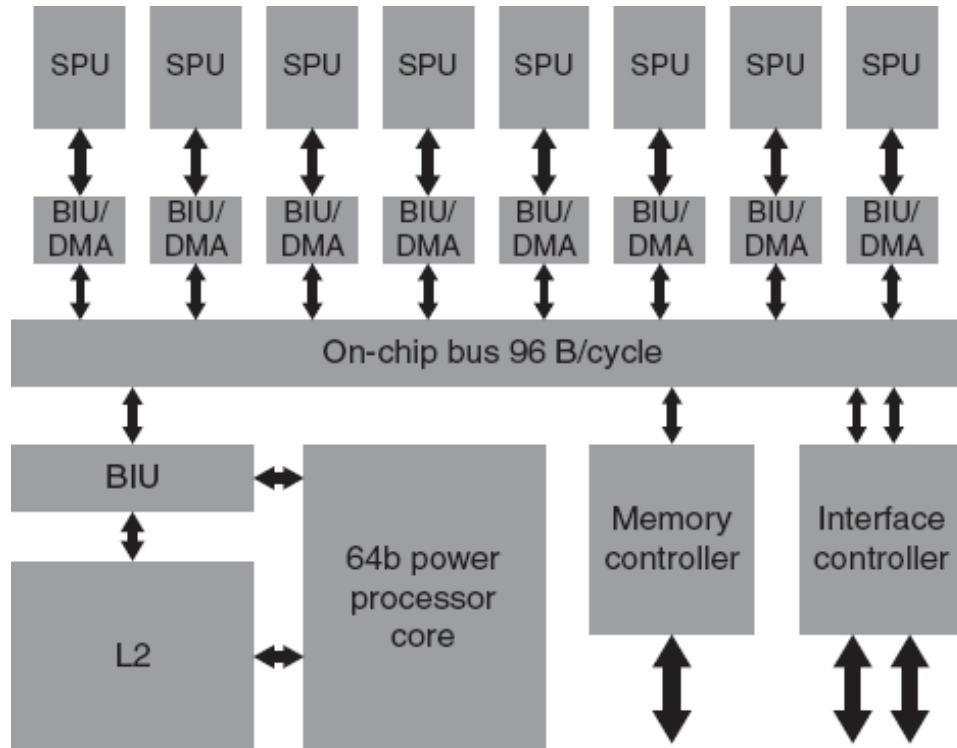 SPU SPU SPU SPU SPU SPU SPU SPU
BIU/ BIU/ BIU/ BIU/ BIU/ BIU/ BIU/ BIU/
DMA DMA DMA DMA DMA DMA DMA DMA
On-chip bus 96 B/cycle
BIU
L2
64b power
processor
core
Memory
controller
Interface
controller